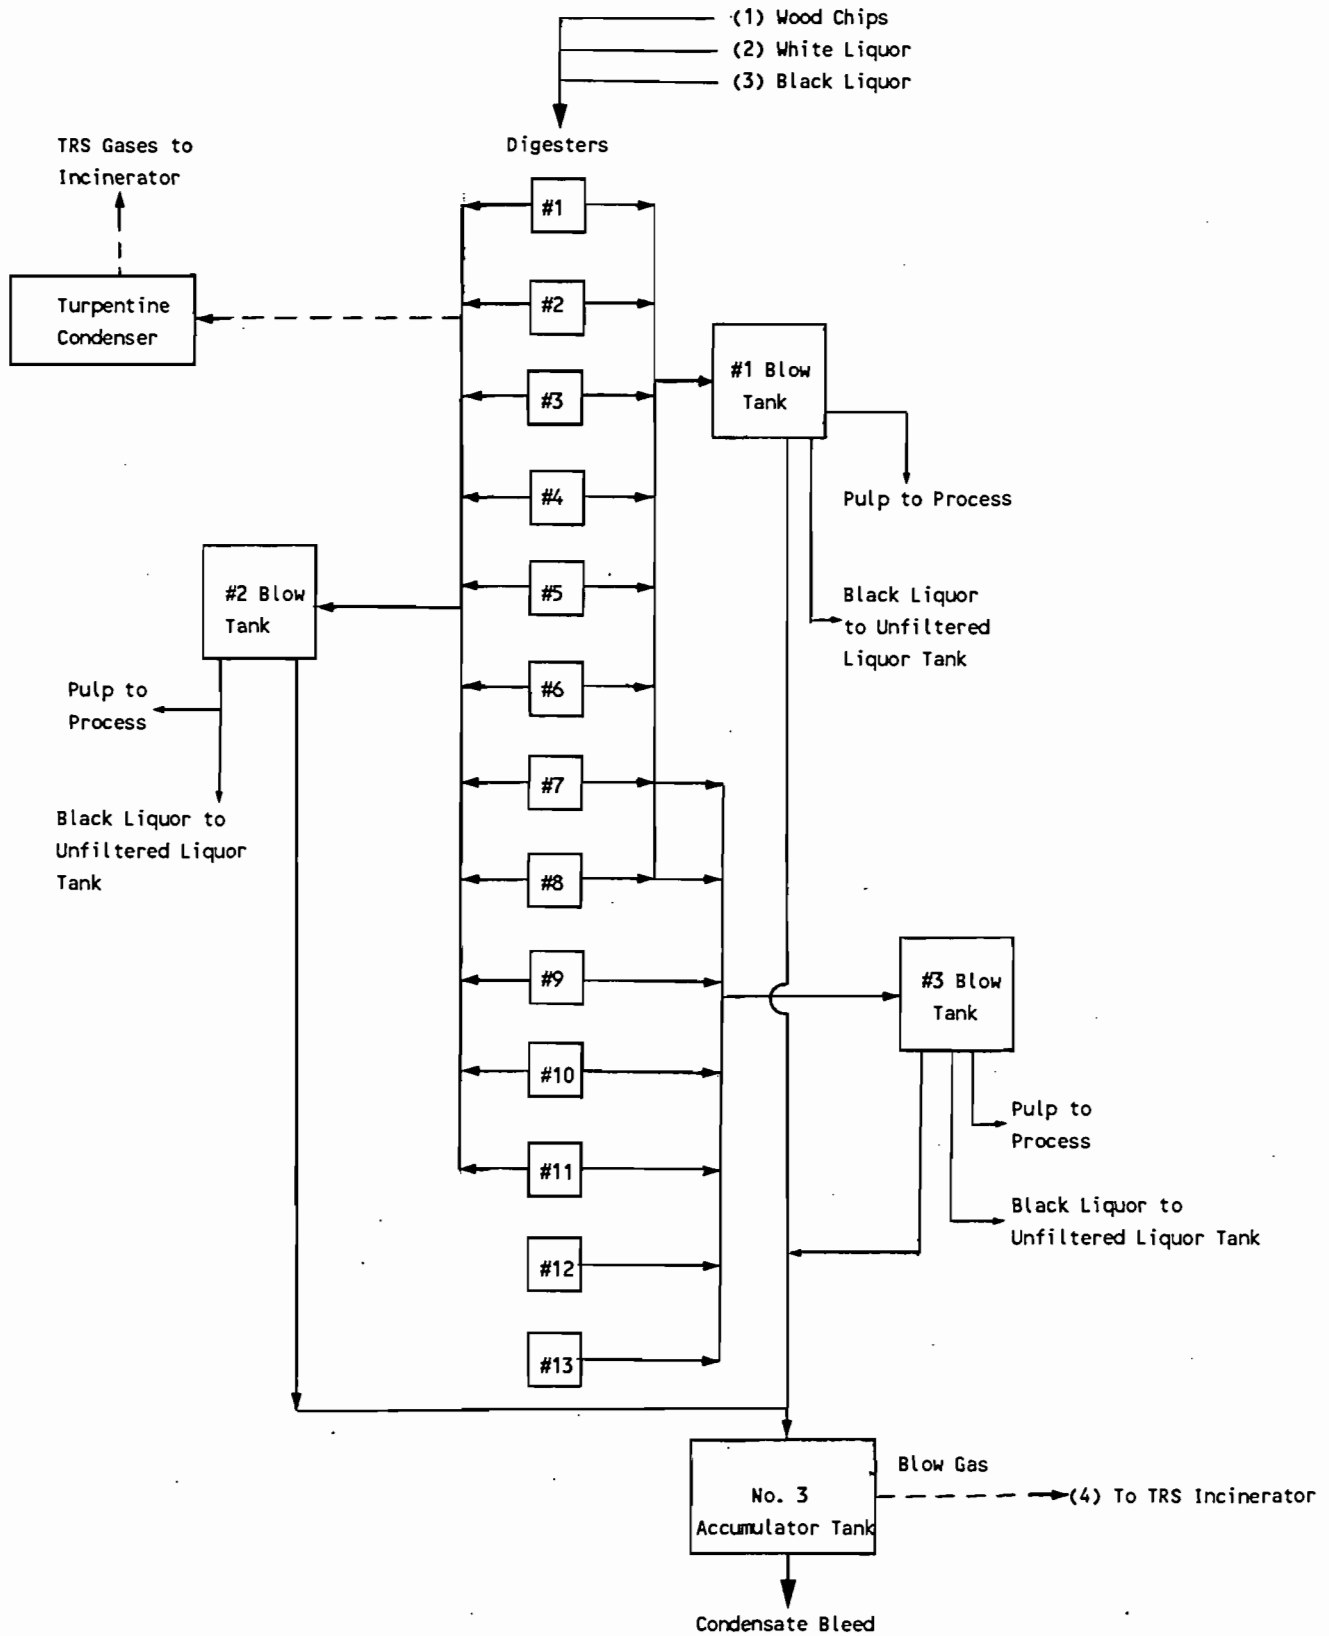 (1) Wood Chips
(2) White Liquor
(3) Black Liquor
Digesters
TRS Gases to
Incinerator
#1
Turpentine
Condenser
#2
#3
#1 Blow
Tank
#4
Pulp to Process
#5
#2 Blow
Tank
Black Liquor
to Unfiltered
Liquor Tank
#6
Pulp to
Process
#7
Black Liquor to
Unfiltered Liquor
Tank
#8
#9
#3 Blow
Tank
#10
Pulp to
Process
#11
Black Liquor to
Unfiltered Liquor Tank
#12
#13
Blow Gas
No. 3
Accumulator Tank
(4) To TRS Incinerator
Condensate Bleed